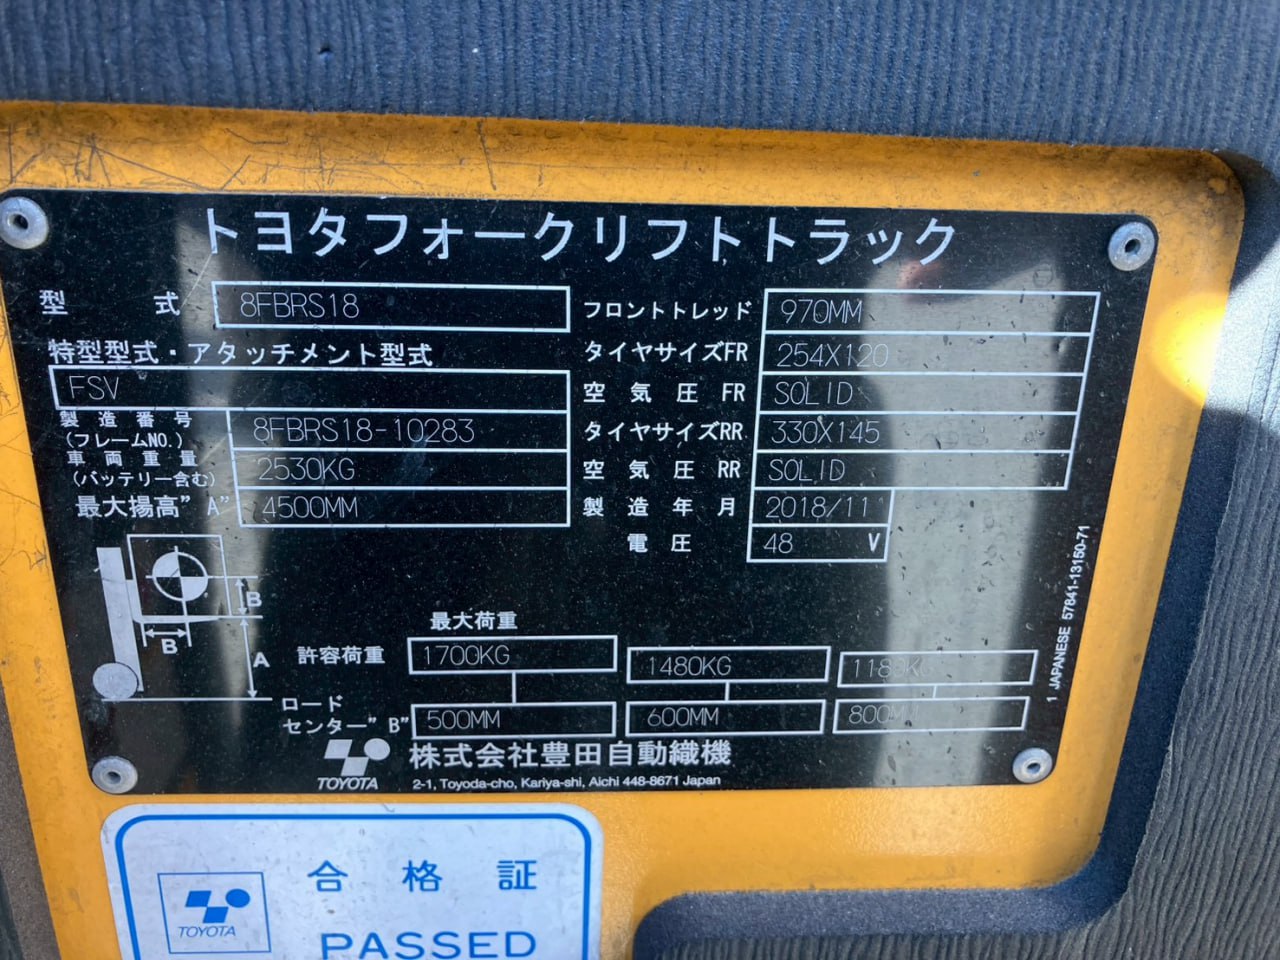 トヨタフォークリフトトラック
型 式 8FBRS18
特型型式・アタッチメント型式
FSV
製造番号
(フレームNO.) 8FBRS18-10283
車両重量
(バッテリー含む) 2530KG
最大揚高"A" 4500MM
フロントトレッド 970MM
タイヤサイズFR 254X120
空気圧 FR SOLID
タイヤサイズRR 330X145
空気圧 RR SOLID
製造年月 2018/11
電圧 48 V
B
B
A
最大荷重
許容荷重 1700KG 1480KG 1180KG
ロード
センター"B" 500MM 600MM 800MM
TOYOTA
株式会社豊田自動織機
2-1, Toyoda-cho, Kariya-shi, Aichi 448-8671 Japan
1 JAPANESE 57841-13150-71
TOYOTA
合格証
PASSED